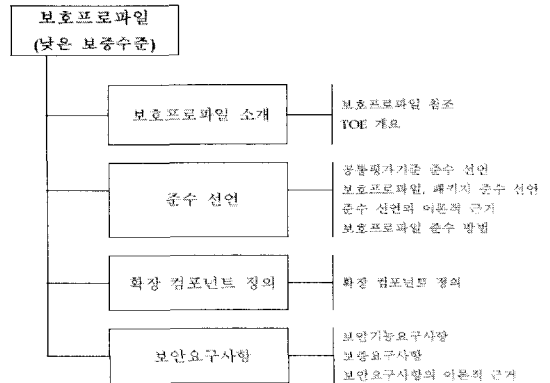 보호프로파일
(낮은 보증수준)
보호프로파일 소개
보호프로파일 참조
TOE 개요
준수 선언
공통평가기준 준수 선언
보호프로파일, 패키지 준수 선언
준수 선언의 이론적 근거
보호프로파일 준수 방법
확장 컴포넌트 정의
확장 컴포넌트 정의
보안요구사항
보안기능요구사항
보증요구사항
보안요구사항의 이론적 근거